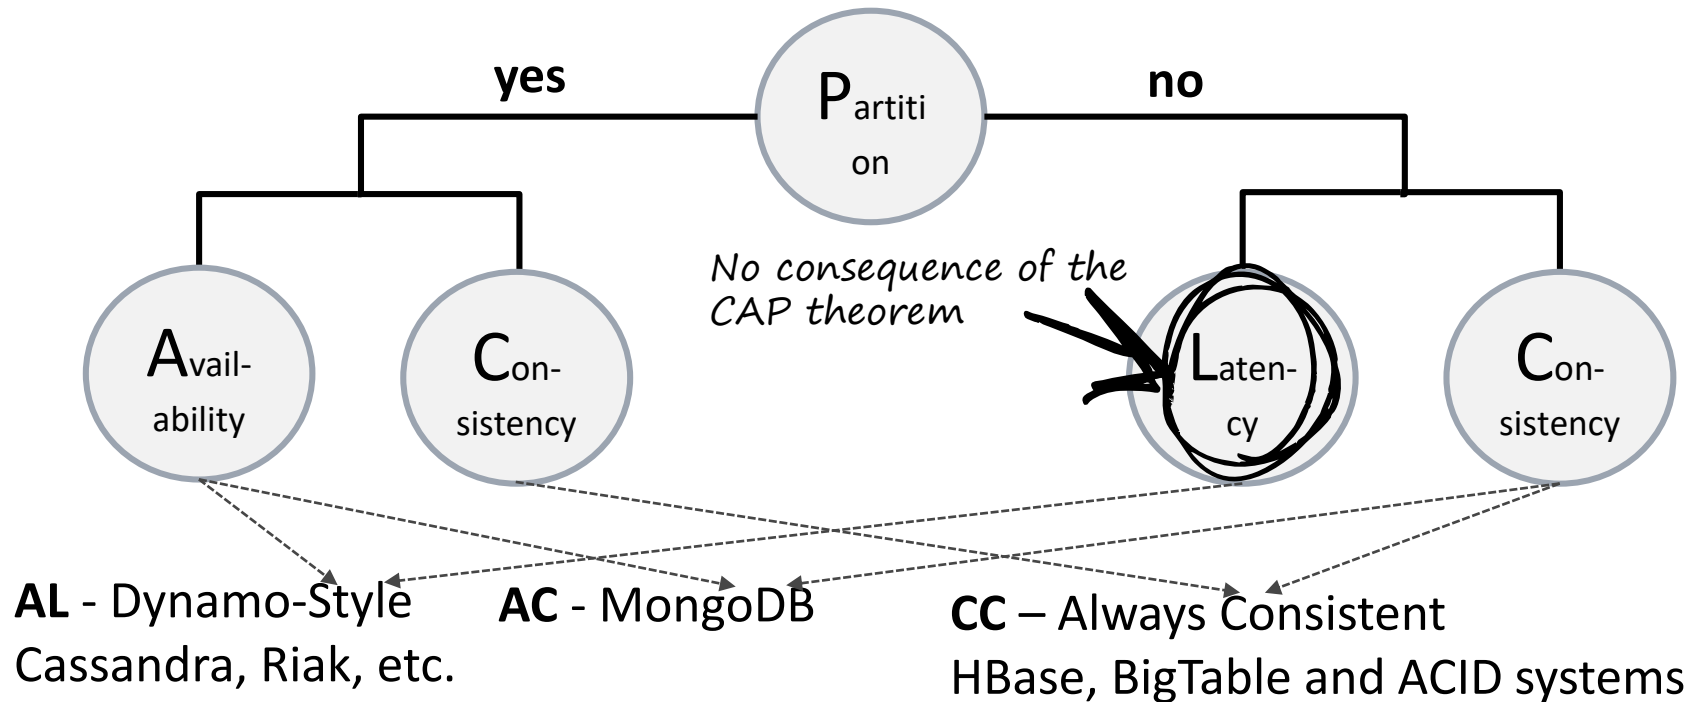 yes
no
Partiti
on
No consequence of the
CAP theorem
Avail-
ability
Con-
sistency
Laten-
cy
Con-
sistency
AL - Dynamo-Style
Cassandra, Riak, etc.
AC - MongoDB
CC – Always Consistent
HBase, BigTable and ACID systems